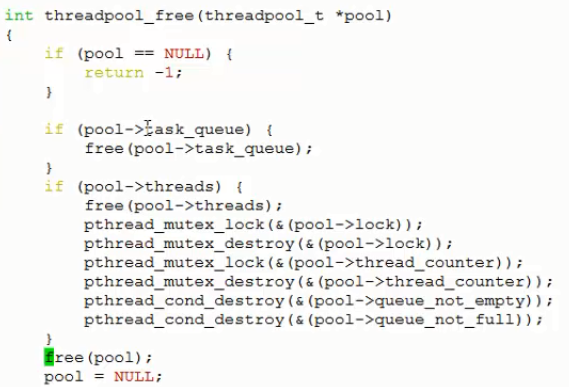 int threadpool_free(threadpool_t *pool)
{
    if (pool == NULL) {
        return -1;
    }

    if (pool->task_queue) {
        free(pool->task_queue);
    }
    if (pool->threads) {
        free(pool->threads);
        pthread_mutex_lock(&(pool->lock));
        pthread_mutex_destroy(&(pool->lock));
        pthread_mutex_lock(&(pool->thread_counter));
        pthread_mutex_destroy(&(pool->thread_counter));
        pthread_cond_destroy(&(pool->queue_not_empty));
        pthread_cond_destroy(&(pool->queue_not_full));
    }
    free(pool);
    pool = NULL;